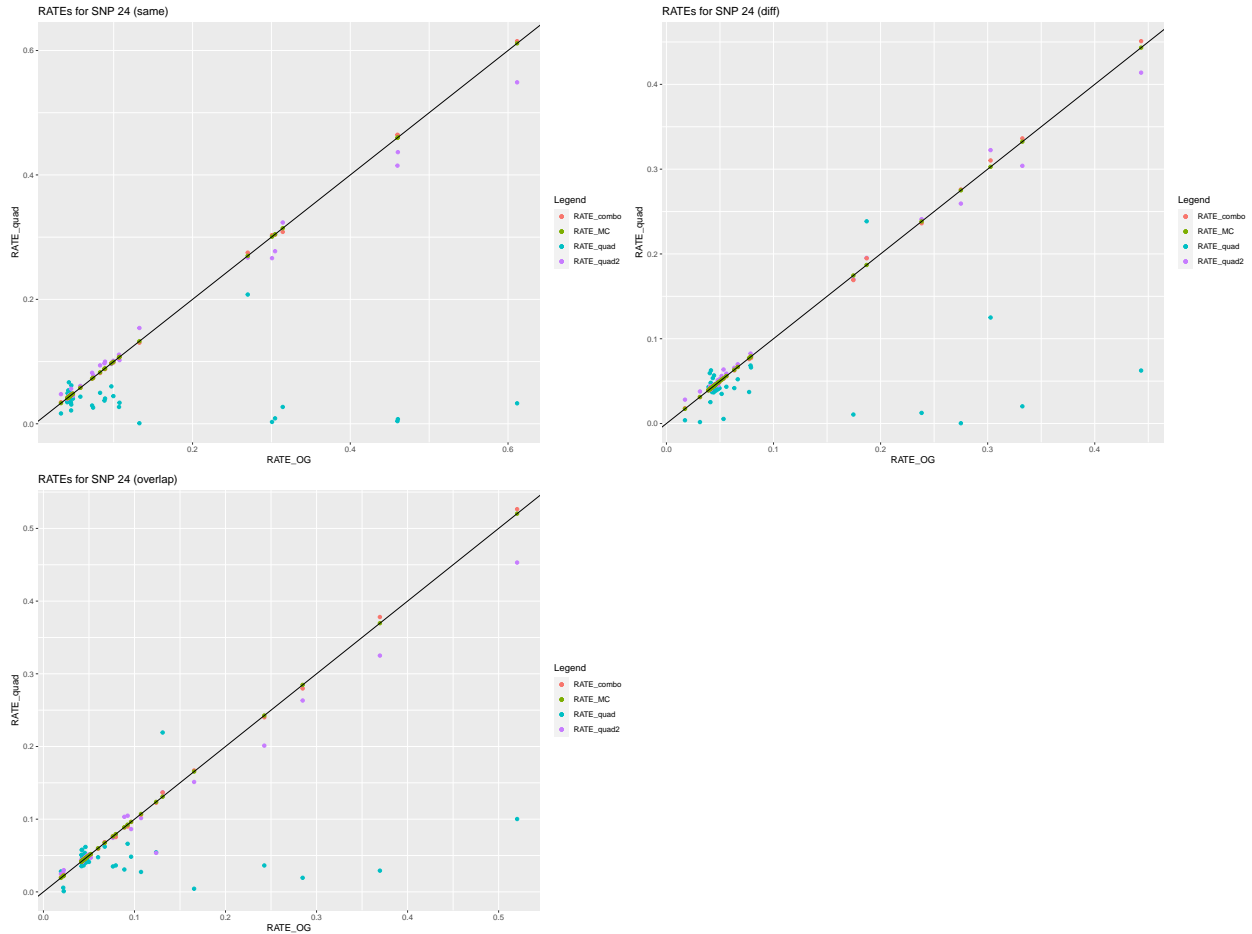 RATEs for SNP 24 (same)
0.6
0.4
0.2
0.0
RATE_quad
0.2
0.4
0.6
RATE_OG
Legend
RATE_combo
RATE_MC
RATE_quad
RATE_quad2
RATEs for SNP 24 (diff)
0.4
0.3
0.2
0.1
0.0
RATE_quad
0.0
0.1
0.2
0.3
0.4
RATE_OG
Legend
RATE_combo
RATE_MC
RATE_quad
RATE_quad2
RATEs for SNP 24 (overlap)
0.5
0.4
0.3
0.2
0.1
0.0
RATE_quad
0.0
0.1
0.2
0.3
0.4
0.5
RATE_OG
Legend
RATE_combo
RATE_MC
RATE_quad
RATE_quad2